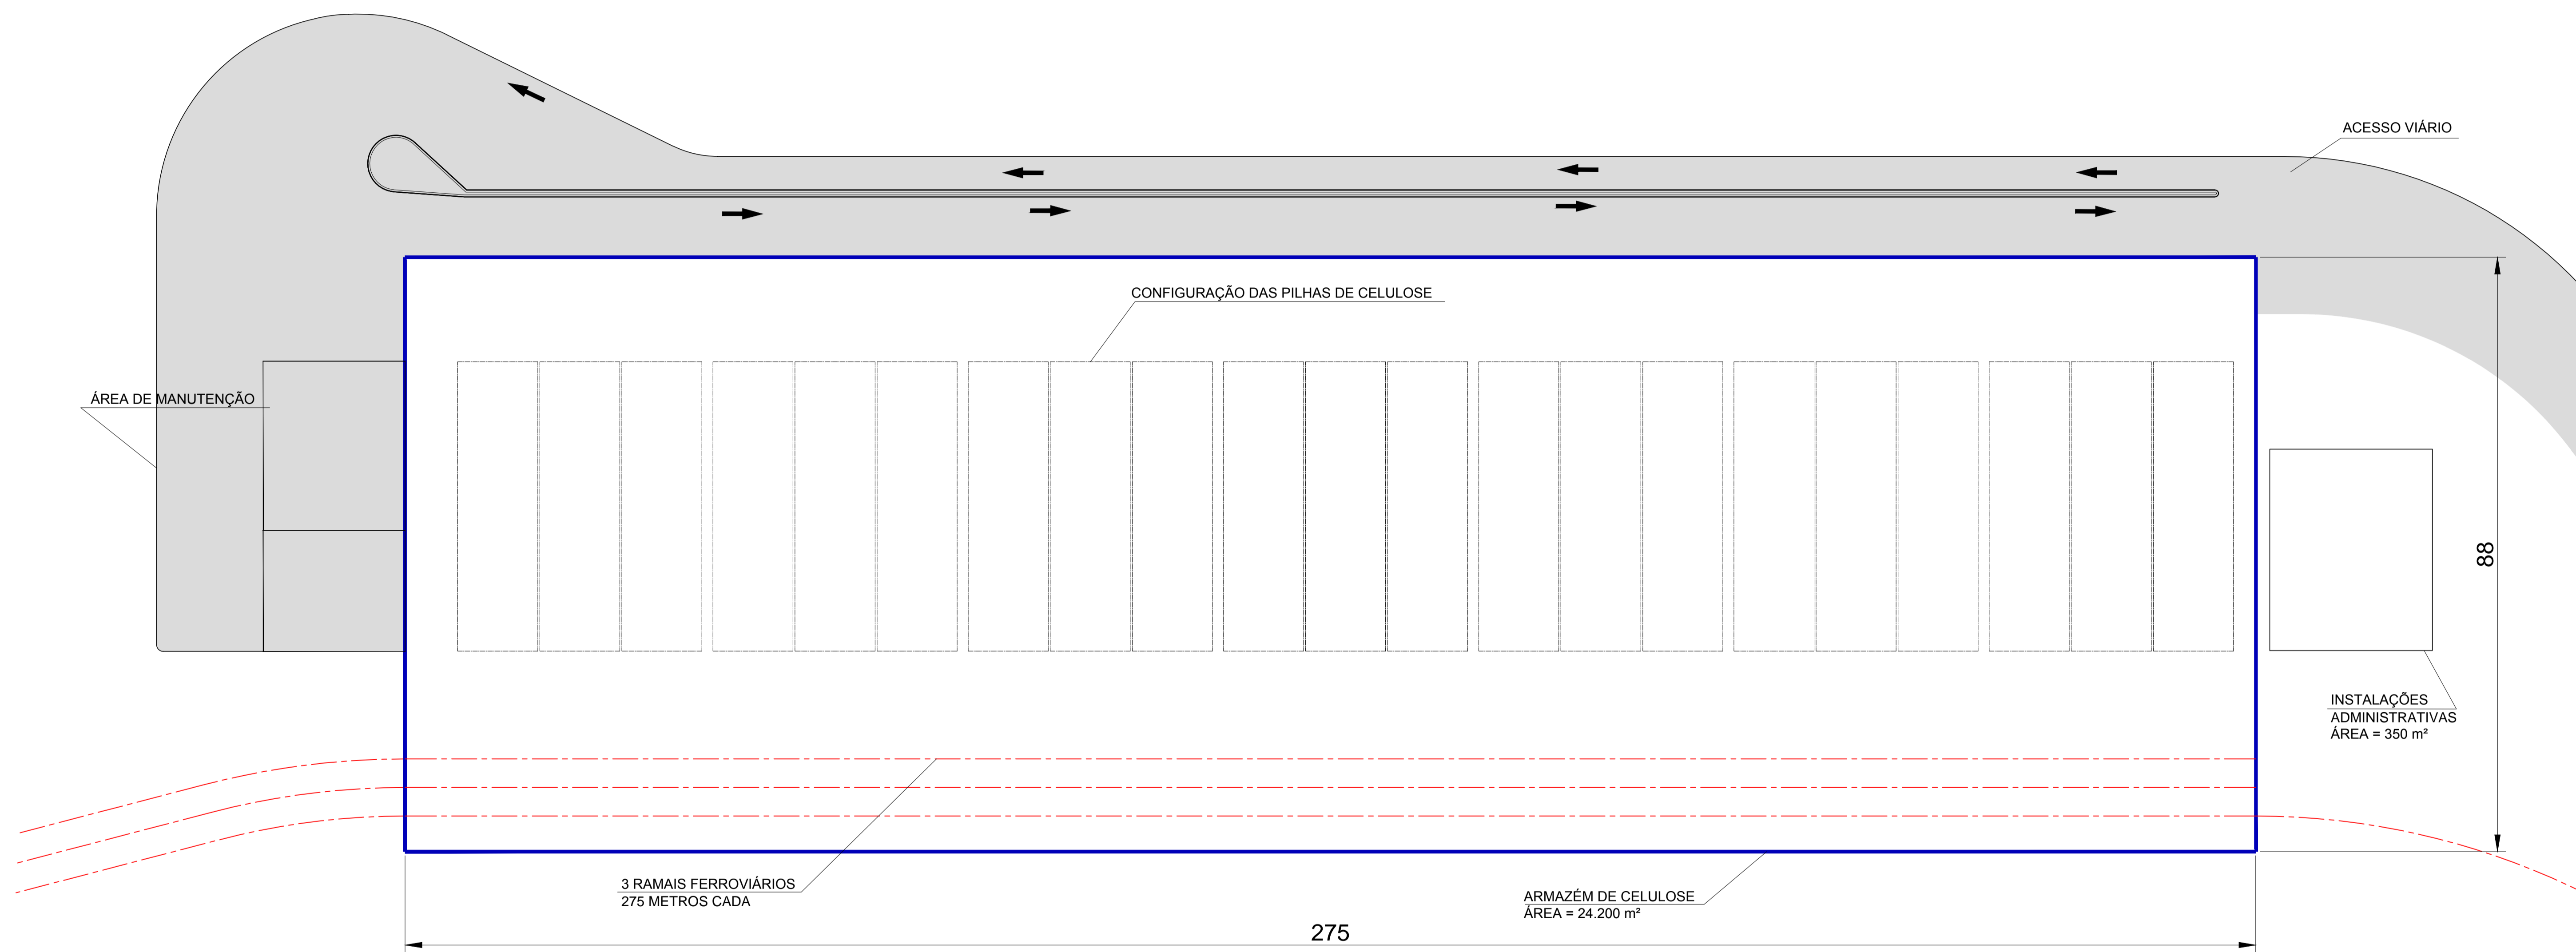 ACESSO VIÁRIO
CONFIGURAÇÃO DAS PILHAS DE CELULOSE
ÁREA DE MANUTENÇÃO
88
INSTALAÇÕES
ADMINISTRATIVAS
ÁREA = 350 m²
3 RAMAIS FERROVIÁRIOS
275 METROS CADA
ARMAZÉM DE CELULOSE
ÁREA = 24.200 m²
275